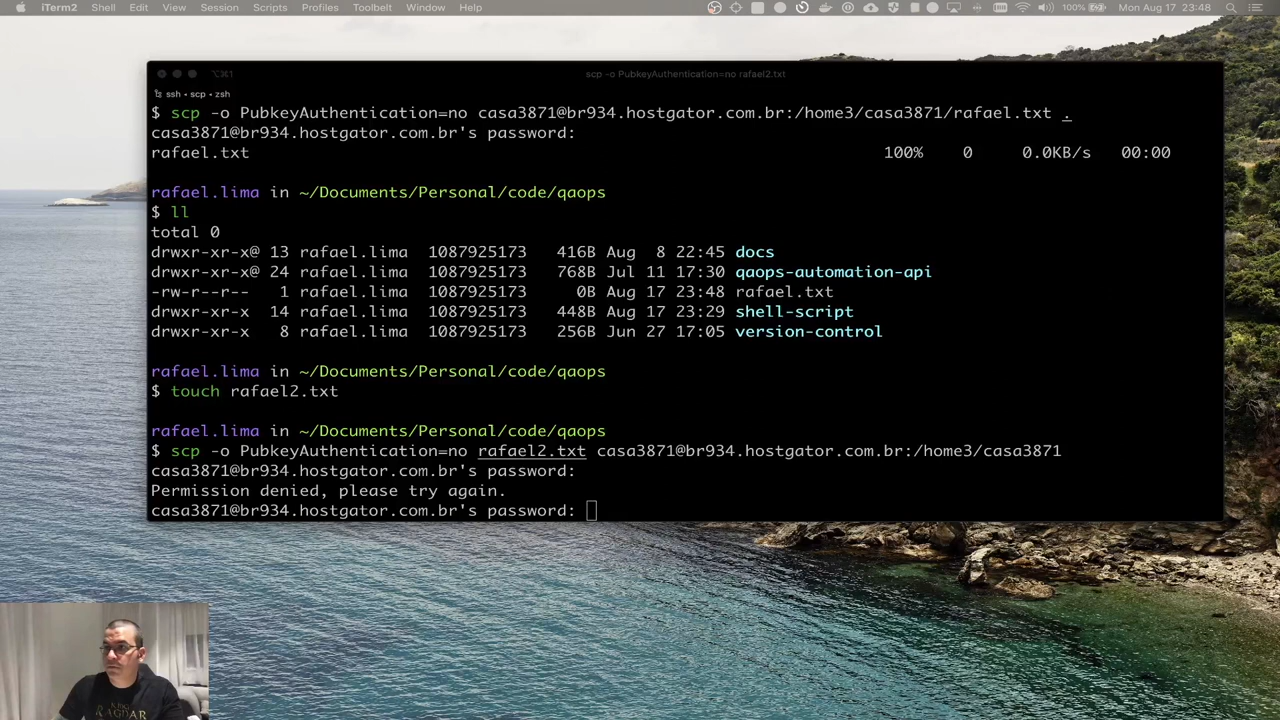 iTerm2 Shell Edit View Session Scripts Profiles Toolbelt Window Help 100% Mon Aug 17 23:48
⌥⌘1 scp -o PubkeyAuthentication=no rafael2.txt
ssh • scp • zsh
$ scp -o PubkeyAuthentication=no casa3871@br934.hostgator.com.br:/home3/casa3871/rafael.txt .
casa3871@br934.hostgator.com.br's password:
rafael.txt 100% 0 0.0KB/s 00:00
rafael.lima in ~/Documents/Personal/code/qaops
$ ll
total 0
drwxr-xr-x@ 13 rafael.lima 1087925173 416B Aug 8 22:45 docs
drwxr-xr-x@ 24 rafael.lima 1087925173 768B Jul 11 17:30 qaops-automation-api
-rw-r--r-- 1 rafael.lima 1087925173 0B Aug 17 23:48 rafael.txt
drwxr-xr-x 14 rafael.lima 1087925173 448B Aug 17 23:29 shell-script
drwxr-xr-x 8 rafael.lima 1087925173 256B Jun 27 17:05 version-control
rafael.lima in ~/Documents/Personal/code/qaops
$ touch rafael2.txt
rafael.lima in ~/Documents/Personal/code/qaops
$ scp -o PubkeyAuthentication=no rafael2.txt casa3871@br934.hostgator.com.br:/home3/casa3871
casa3871@br934.hostgator.com.br's password:
Permission denied, please try again.
casa3871@br934.hostgator.com.br's password:
KING
RAGNAR